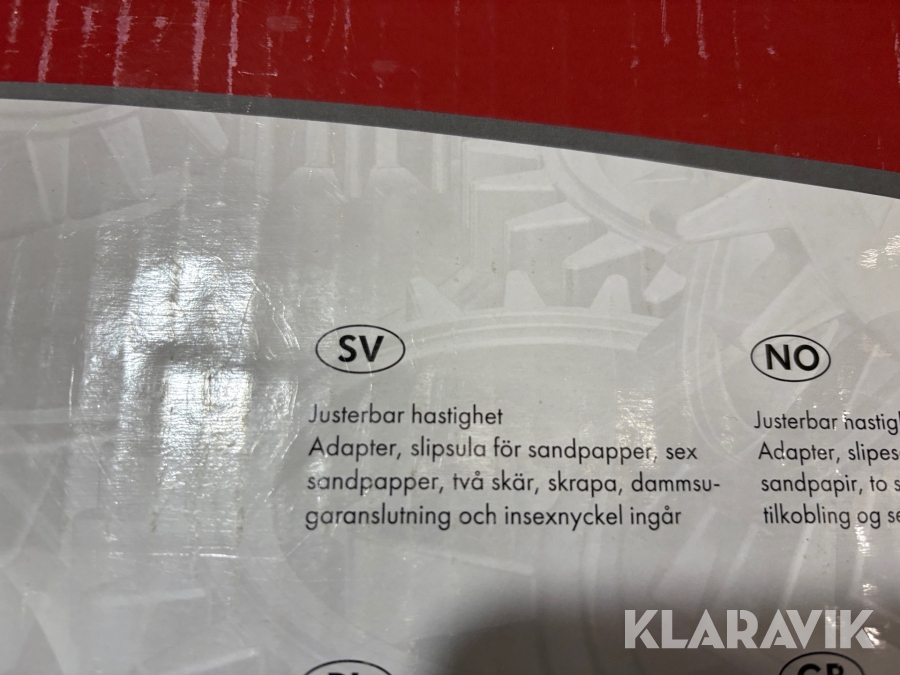 SV
Justerbar hastighet
Adapter, slipsula för sandpapper, sex
sandpapper, två skär, skrapa, dammsu-
garanslutning och insexnyckel ingår
NO
Justerbar
Adapter,
sandpapir, to
tilkobling og
KLARAVIK